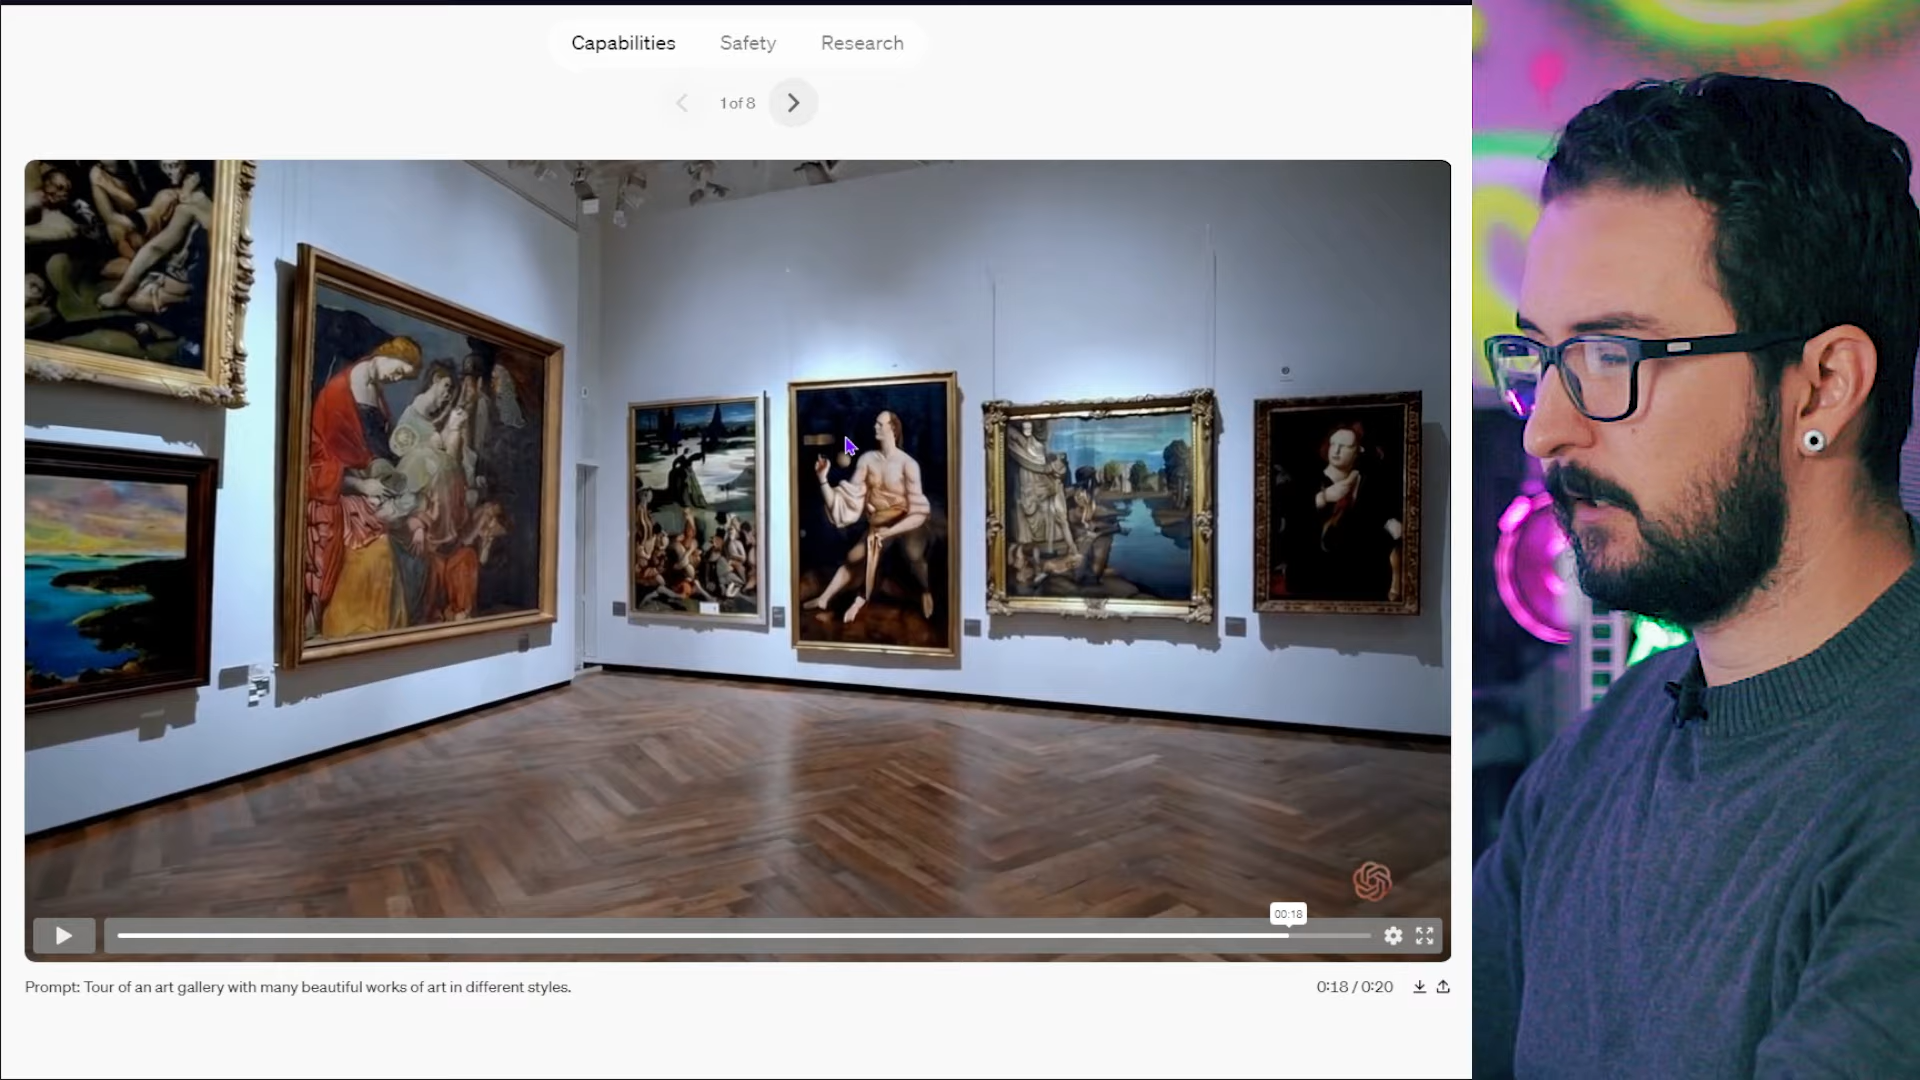 Capabilities Safety Research
1 of 8
00:18
Prompt: Tour of an art gallery with many beautiful works of art in different styles.
0:18 / 0:20